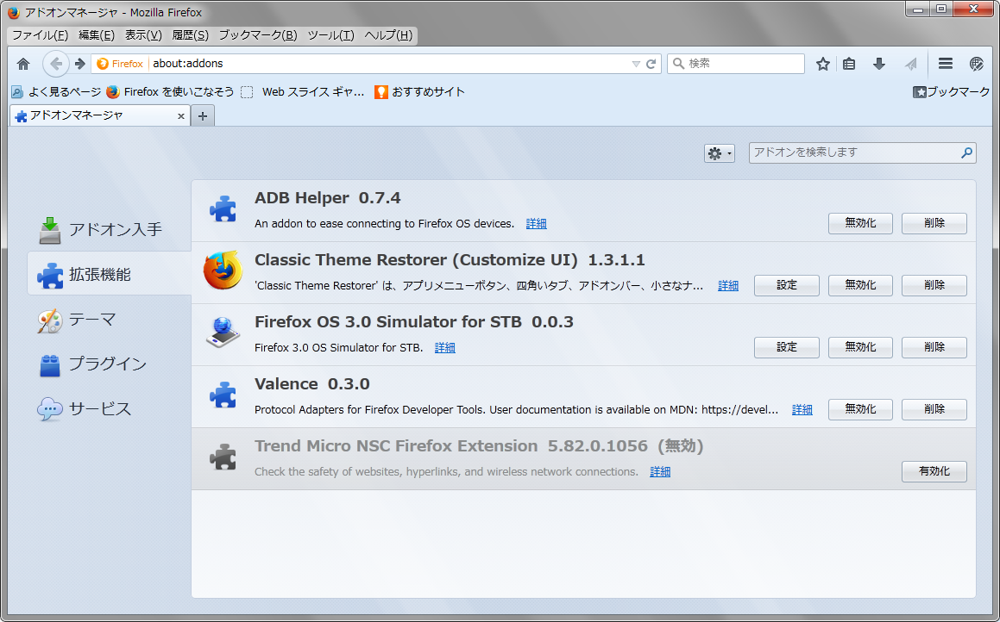 アドオンマネージャ - Mozilla Firefox
ファイル(F) 編集(E) 表示(V) 履歴(S) ブックマーク(B) ツール(T) ヘルプ(H)
Firefox about:addons 検索
よく見るページ Firefox を使いこなそう Web スライス ギャ... おすすめサイト ブックマーク
アドオンマネージャ
アドオンを検索します
アドオン入手
拡張機能
テーマ
プラグイン
サービス
ADB Helper 0.7.4
An addon to ease connecting to Firefox OS devices. 詳細 無効化 削除
Classic Theme Restorer (Customize UI) 1.3.1.1
'Classic Theme Restorer' は、アプリメニューボタン、四角いタブ、アドオンバー、小さなナ... 詳細 設定 無効化 削除
Firefox OS 3.0 Simulator for STB 0.0.3
Firefox 3.0 OS Simulator for STB. 詳細 設定 無効化 削除
Valence 0.3.0
Protocol Adapters for Firefox Developer Tools. User documentation is available on MDN: https://devel... 詳細 無効化 削除
Trend Micro NSC Firefox Extension 5.82.0.1056 (無効)
Check the safety of websites, hyperlinks, and wireless network connections. 詳細 有効化